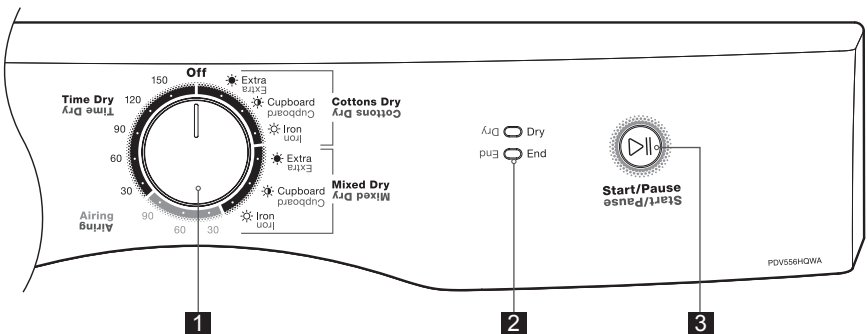 Off
150
Extra
Extra
Time Dry
Time Dry
120
Cupboard
Cupboard
Cottons Dry
Cottons Dry
90
Iron
Iron
Dry
Dry
60
Extra
Extra
End
End
30
Cupboard
Cupboard
Mixed Dry
Mixed Dry
Start/Pause
Start/Pause
Airing
Airing
90
60
30
Iron
Iron
PDV556HQWA
1
2
3